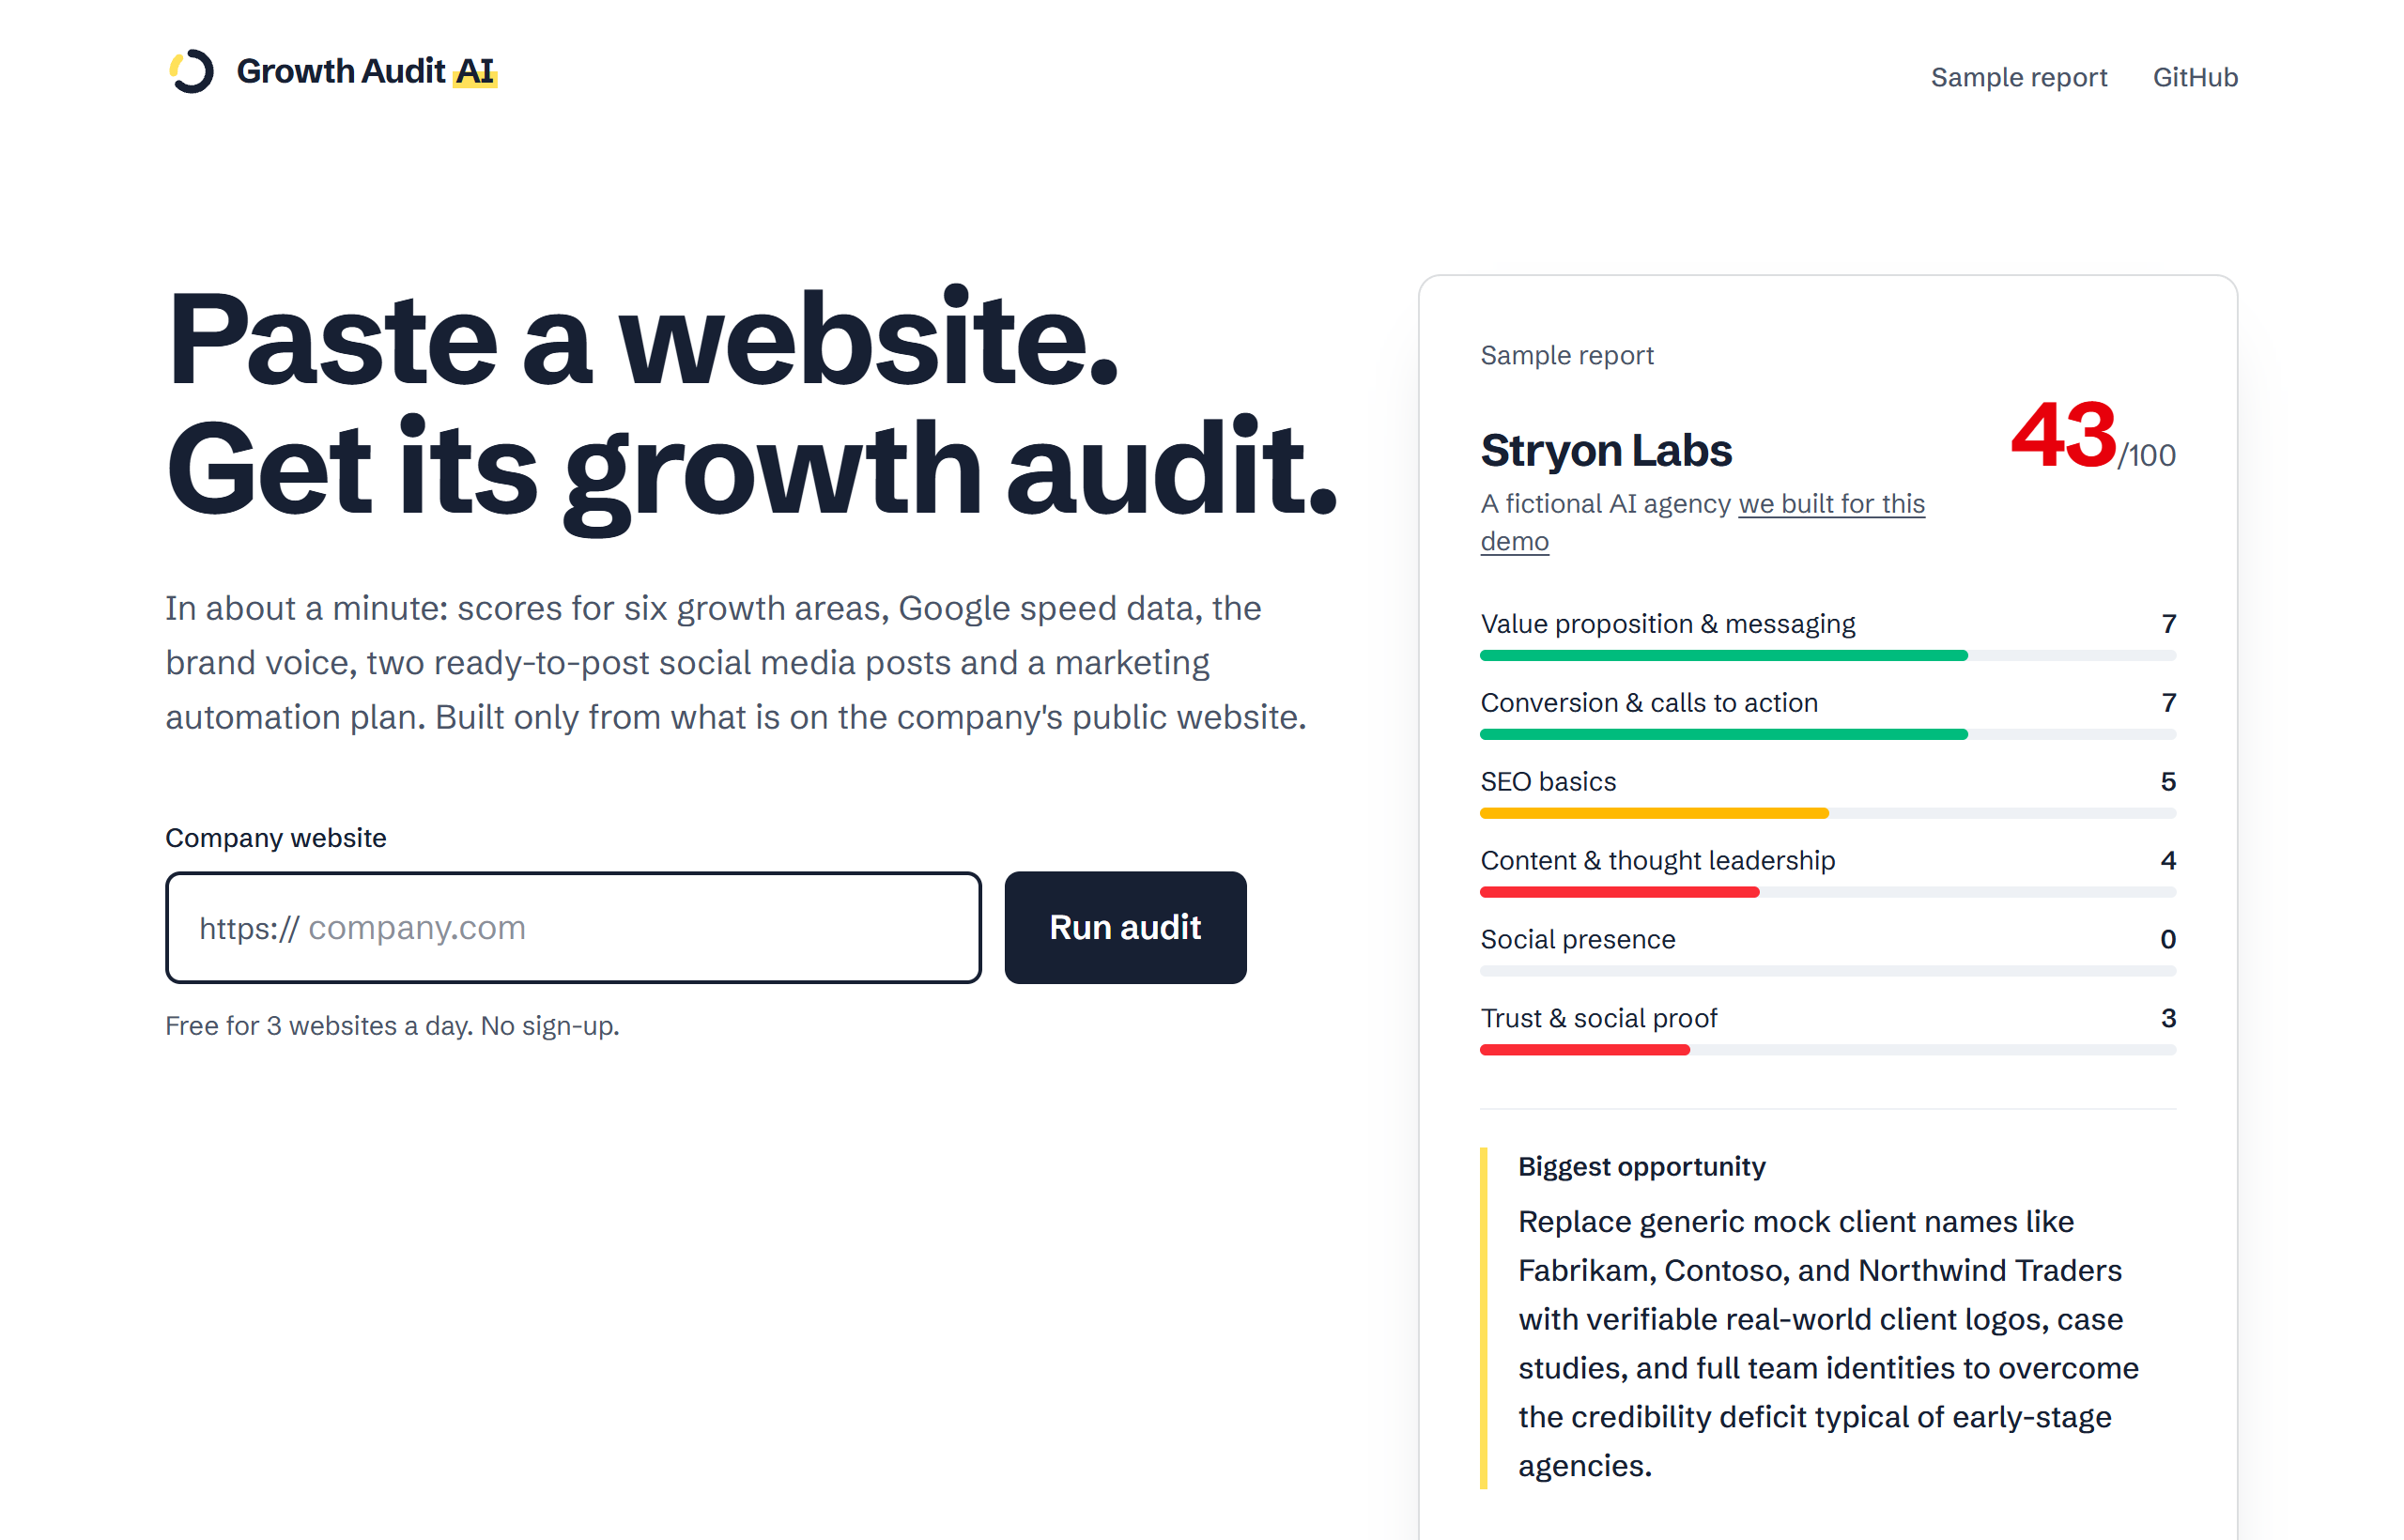 Growth Audit AI
Sample report
GitHub
Paste a website.
Get its growth audit.
In about a minute: scores for six growth areas, Google speed data, the
brand voice, two ready-to-post social media posts and a marketing
automation plan. Built only from what is on the company's public website.
Company website
https:// company.com
Run audit
Free for 3 websites a day. No sign-up.
Sample report
Stryon Labs
43/100
A fictional AI agency we built for this
demo
Value proposition & messaging 7
Conversion & calls to action 7
SEO basics 5
Content & thought leadership 4
Social presence 0
Trust & social proof 3
Biggest opportunity
Replace generic mock client names like
Fabrikam, Contoso, and Northwind Traders
with verifiable real-world client logos, case
studies, and full team identities to overcome
the credibility deficit typical of early-stage
agencies.